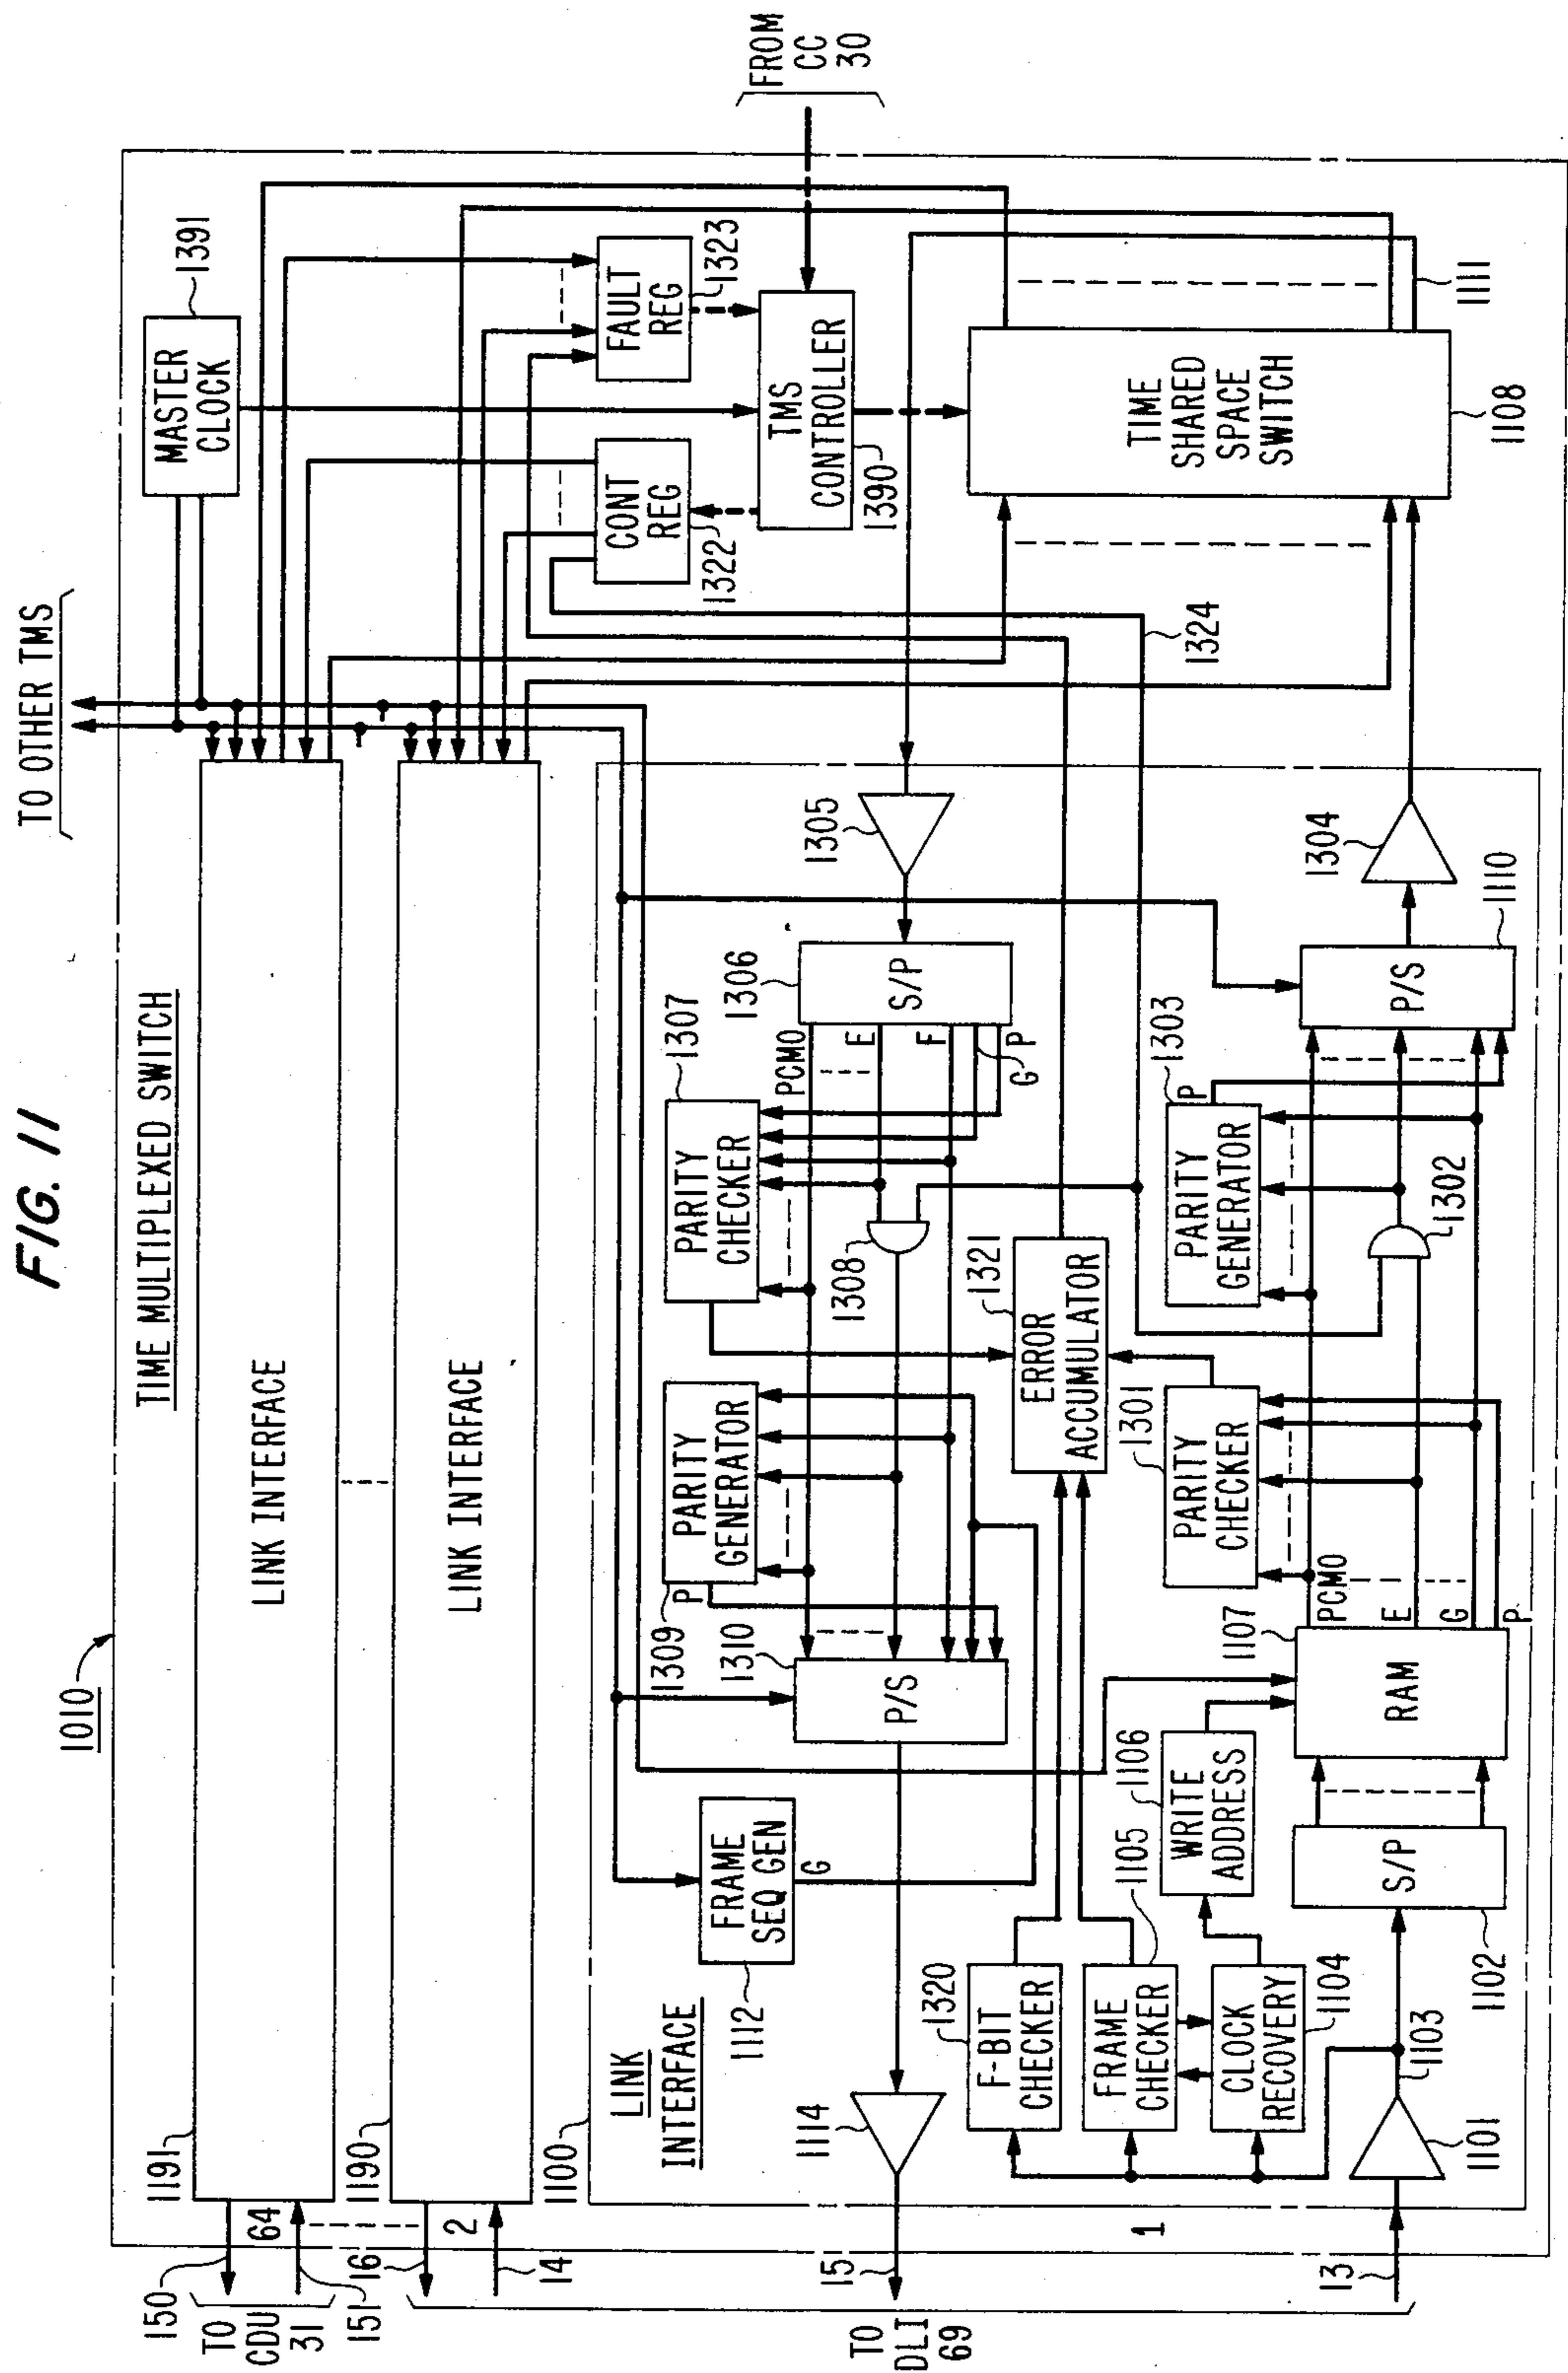 FIG. 11
TO OTHER TMS
1010
TIME MULTIPLEXED SWITCH
MASTER
CLOCK
1391
1191
LINK INTERFACE
150
TO
CDU
31
151
64
1190
LINK INTERFACE
16
2
14
CONT
REG
1322
FAULT
REG
1323
TMS
CONTROLLER
1390
FROM
CC
30
TIME
SHARED
SPACE
SWITCH
1108
1111
1324
1100
LINK
INTERFACE
1
FRAME
SEQ GEN
G
1112
1114
15
TO
DLI
69
PARITY
GENERATOR
P
1309
1310
P/S
PARITY
CHECKER
1307
1308
PCM0
E
F
G
P
1306
S/P
1305
ERROR
ACCUMULATOR
1321
1320
F-BIT
CHECKER
FRAME
CHECKER
1105
CLOCK
RECOVERY
1104
WRITE
ADDRESS
1106
13
1101
1103
S/P
1102
RAM
1107
PCM0
E
G
P
PARITY
CHECKER
1301
PARITY
GENERATOR
P
1303
1302
P/S
1110
1304